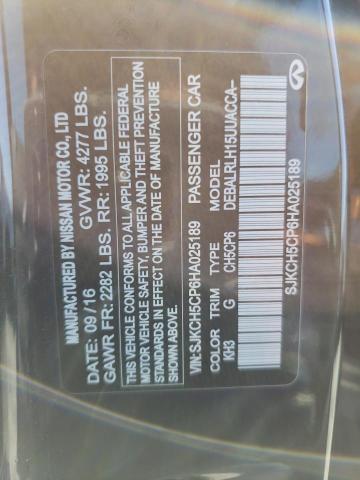 MANUFACTURED BY NISSAN MOTOR CO., LTD
DATE: 09 / 16 GVWR: 4277 LBS.
GAWR FR: 2282 LBS. RR: 1995 LBS.
THIS VEHICLE CONFORMS TO ALL APPLICABLE FEDERAL
MOTOR VEHICLE SAFETY, BUMPER AND THEFT PREVENTION
STANDARDS IN EFFECT ON THE DATE OF MANUFACTURE
SHOWN ABOVE.
VIN:SJKCH5CP6HA025189 PASSENGER CAR
COLOR TRIM TYPE MODEL
KH3 G CH5CP6 DEBALRLH15UUACCA-
SJKCH5CP6HA025189